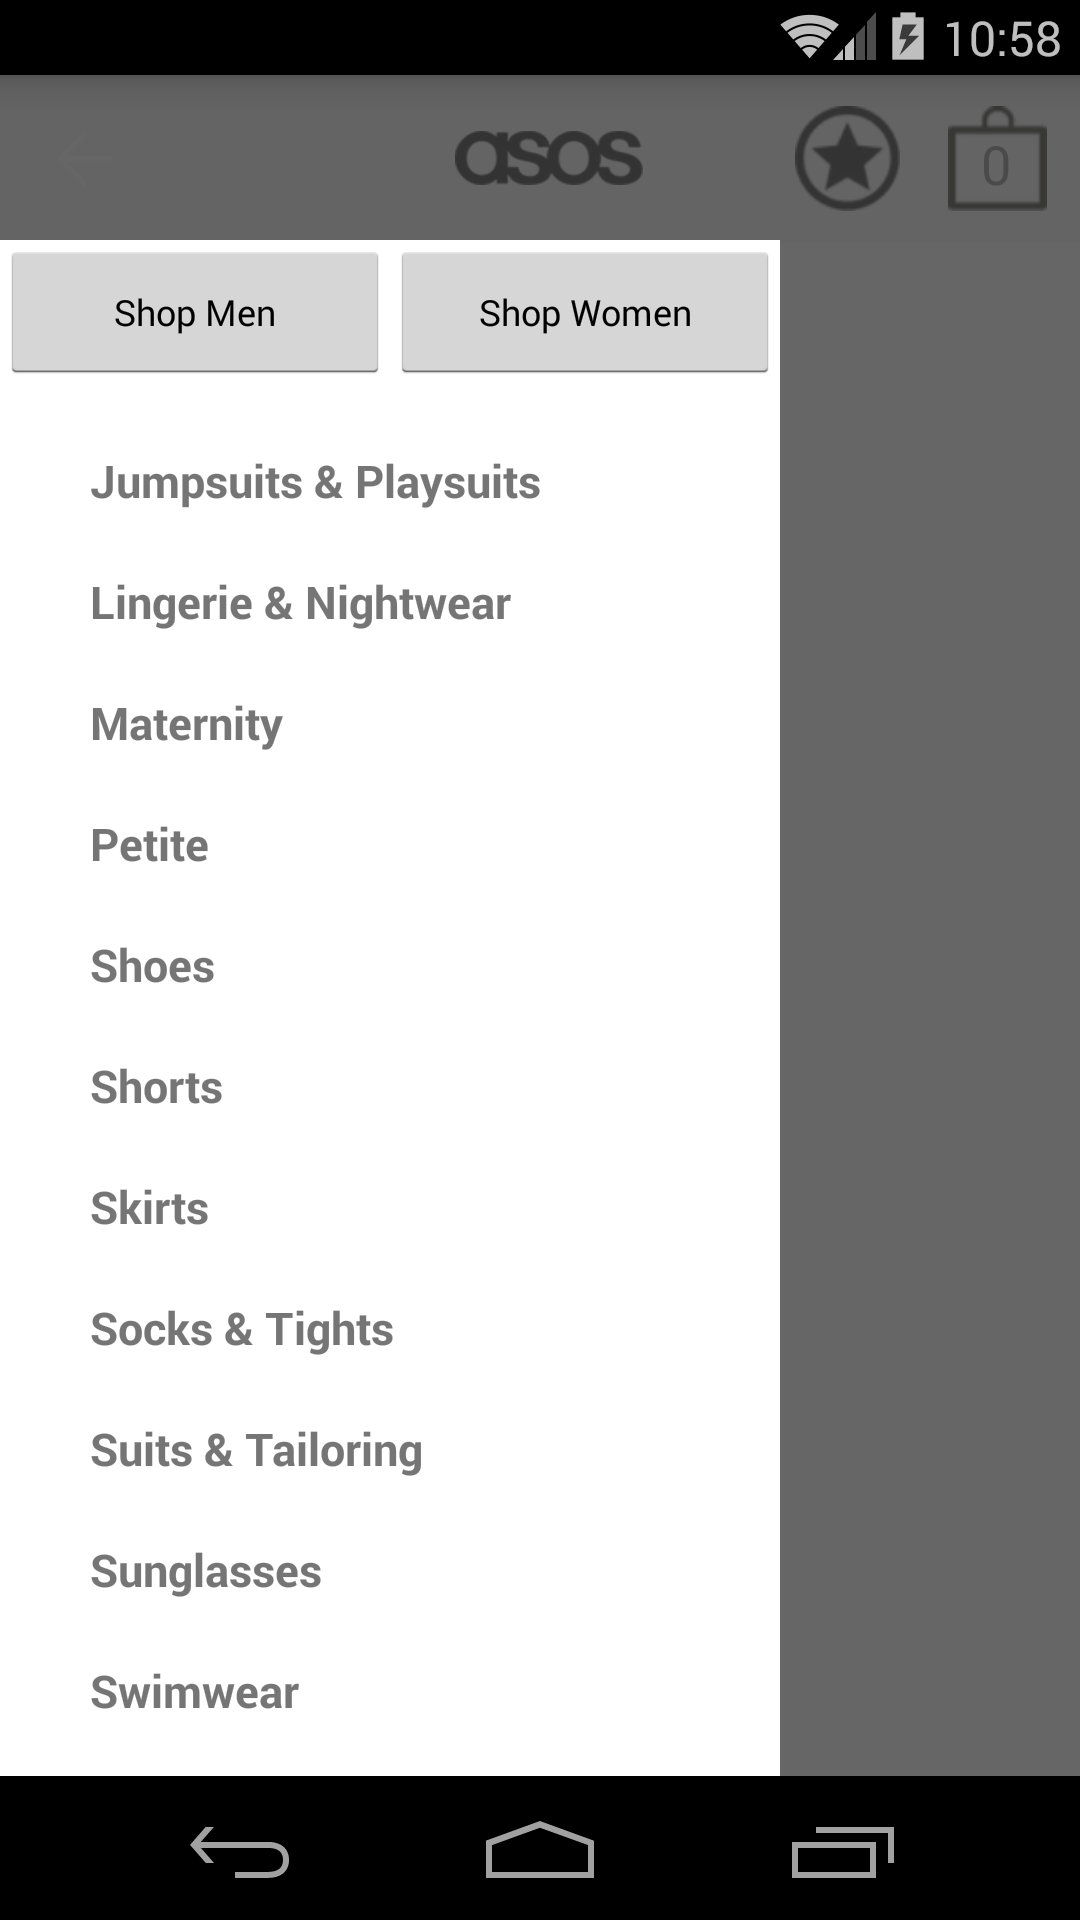 10:58
asos
0
Shop Men
Shop Women
Jumpsuits & Playsuits
Lingerie & Nightwear
Maternity
Petite
Shoes
Shorts
Skirts
Socks & Tights
Suits & Tailoring
Sunglasses
Swimwear